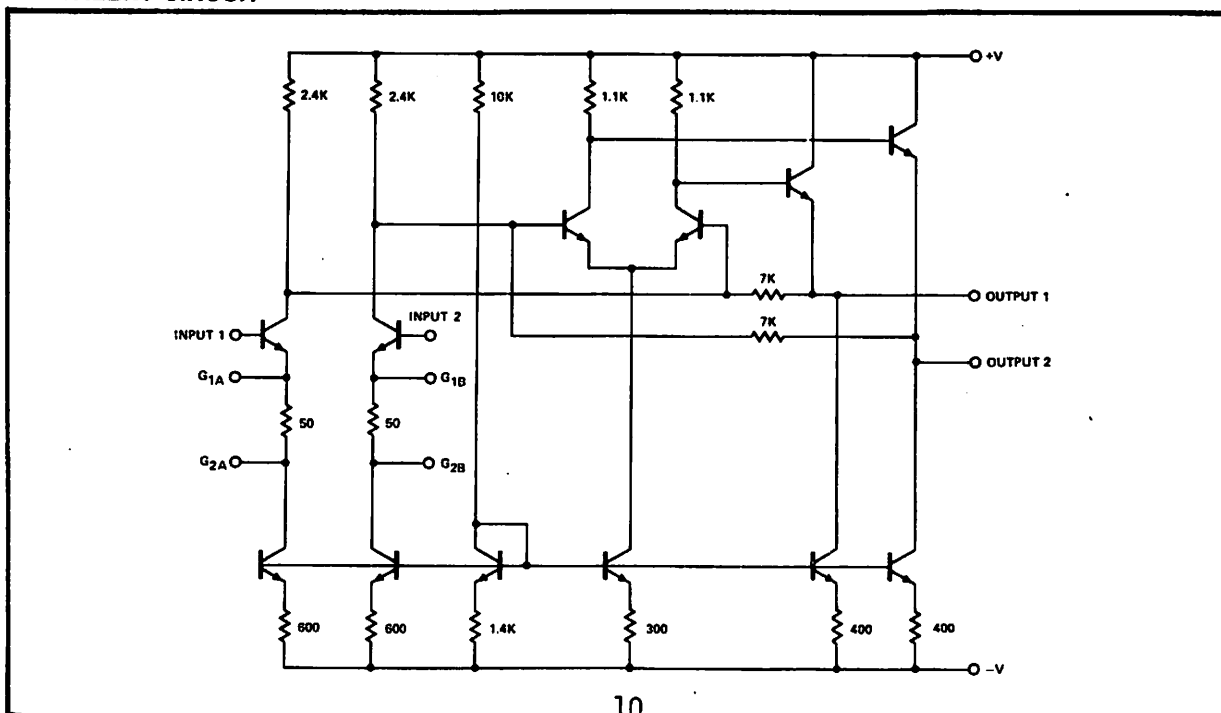 +V
2.4K 2.4K 10K 1.1K 1.1K
7K
OUTPUT 1
INPUT 1 INPUT 2
7K
OUTPUT 2
G1A G1B
50 50
G2A G2B
600 600 1.4K 300 400 400
-V
10